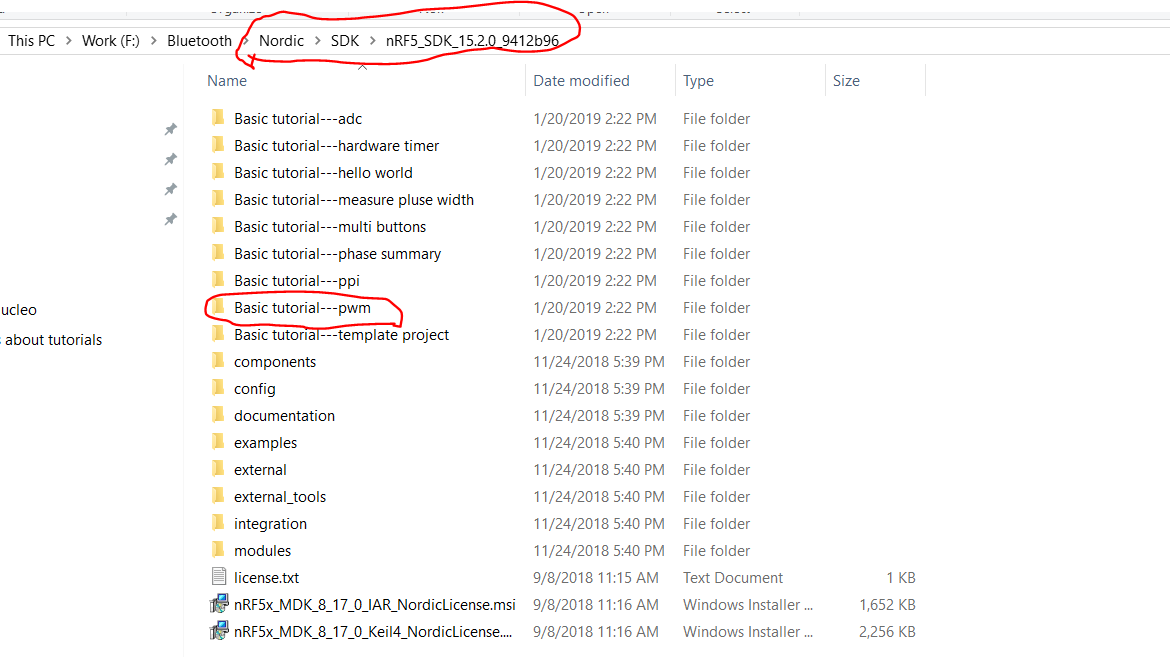 This PC > Work (F:) > Bluetooth > Nordic > SDK > nRF5_SDK_15.2.0_9412b96
Name Date modified Type Size
Basic tutorial---adc 1/20/2019 2:22 PM File folder
Basic tutorial---hardware timer 1/20/2019 2:22 PM File folder
Basic tutorial---hello world 1/20/2019 2:22 PM File folder
Basic tutorial---measure pluse width 1/20/2019 2:22 PM File folder
Basic tutorial---multi buttons 1/20/2019 2:22 PM File folder
Basic tutorial---phase summary 1/20/2019 2:22 PM File folder
Basic tutorial---ppi 1/20/2019 2:22 PM File folder
ucleo Basic tutorial---pwm 1/20/2019 2:22 PM File folder
about tutorials Basic tutorial---template project 1/20/2019 2:22 PM File folder
components 11/24/2018 5:39 PM File folder
config 11/24/2018 5:39 PM File folder
documentation 11/24/2018 5:39 PM File folder
examples 11/24/2018 5:40 PM File folder
external 11/24/2018 5:40 PM File folder
external_tools 11/24/2018 5:40 PM File folder
integration 11/24/2018 5:40 PM File folder
modules 11/24/2018 5:40 PM File folder
license.txt 9/8/2018 11:15 AM Text Document 1 KB
nRF5x_MDK_8_17_0_IAR_NordicLicense.msi 9/8/2018 11:16 AM Windows Installer ... 1,652 KB
nRF5x_MDK_8_17_0_Keil4_NordicLicense.... 9/8/2018 11:16 AM Windows Installer ... 2,256 KB